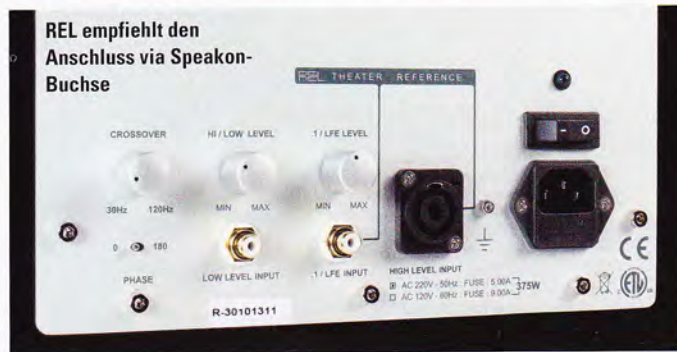 REL empfiehlt den
Anschluss via Speakon-
Buchse
REL THEATER REFERENCE
CROSSOVER HI / LOW LEVEL .1 / LFE LEVEL
30Hz 120Hz MIN MAX MIN MAX
0 180
PHASE LOW LEVEL INPUT .1 / LFE INPUT HIGH LEVEL INPUT
AC 220V - 50Hz : FUSE : 5.00A
AC 120V - 60Hz : FUSE : 9.00A
375W
R-30101311
- O
CE
ETL